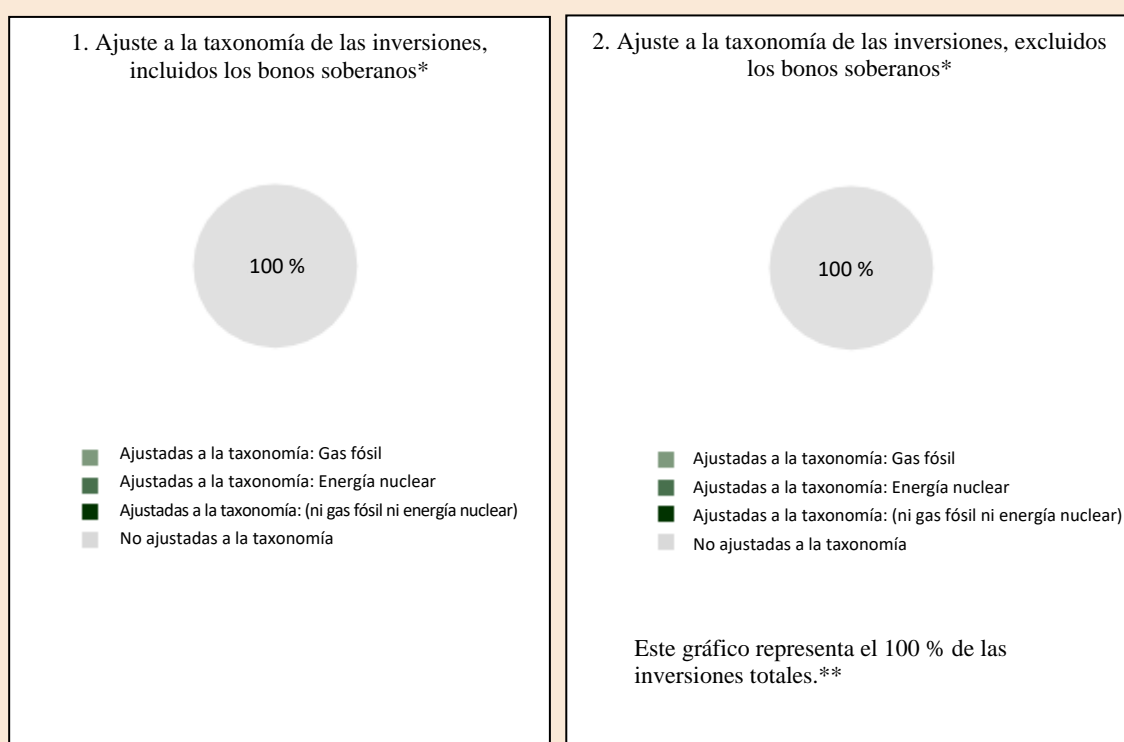 1. Ajuste a la taxonomía de las inversiones,
incluidos los bonos soberanos*
100 %
Ajustadas a la taxonomía: Gas fósil
Ajustadas a la taxonomía: Energía nuclear
Ajustadas a la taxonomía: (ni gas fósil ni energía nuclear)
No ajustadas a la taxonomía
2. Ajuste a la taxonomía de las inversiones, excluidos
los bonos soberanos*
100 %
Ajustadas a la taxonomía: Gas fósil
Ajustadas a la taxonomía: Energía nuclear
Ajustadas a la taxonomía: (ni gas fósil ni energía nuclear)
No ajustadas a la taxonomía
Este gráfico representa el 100 % de las
inversiones totales.**